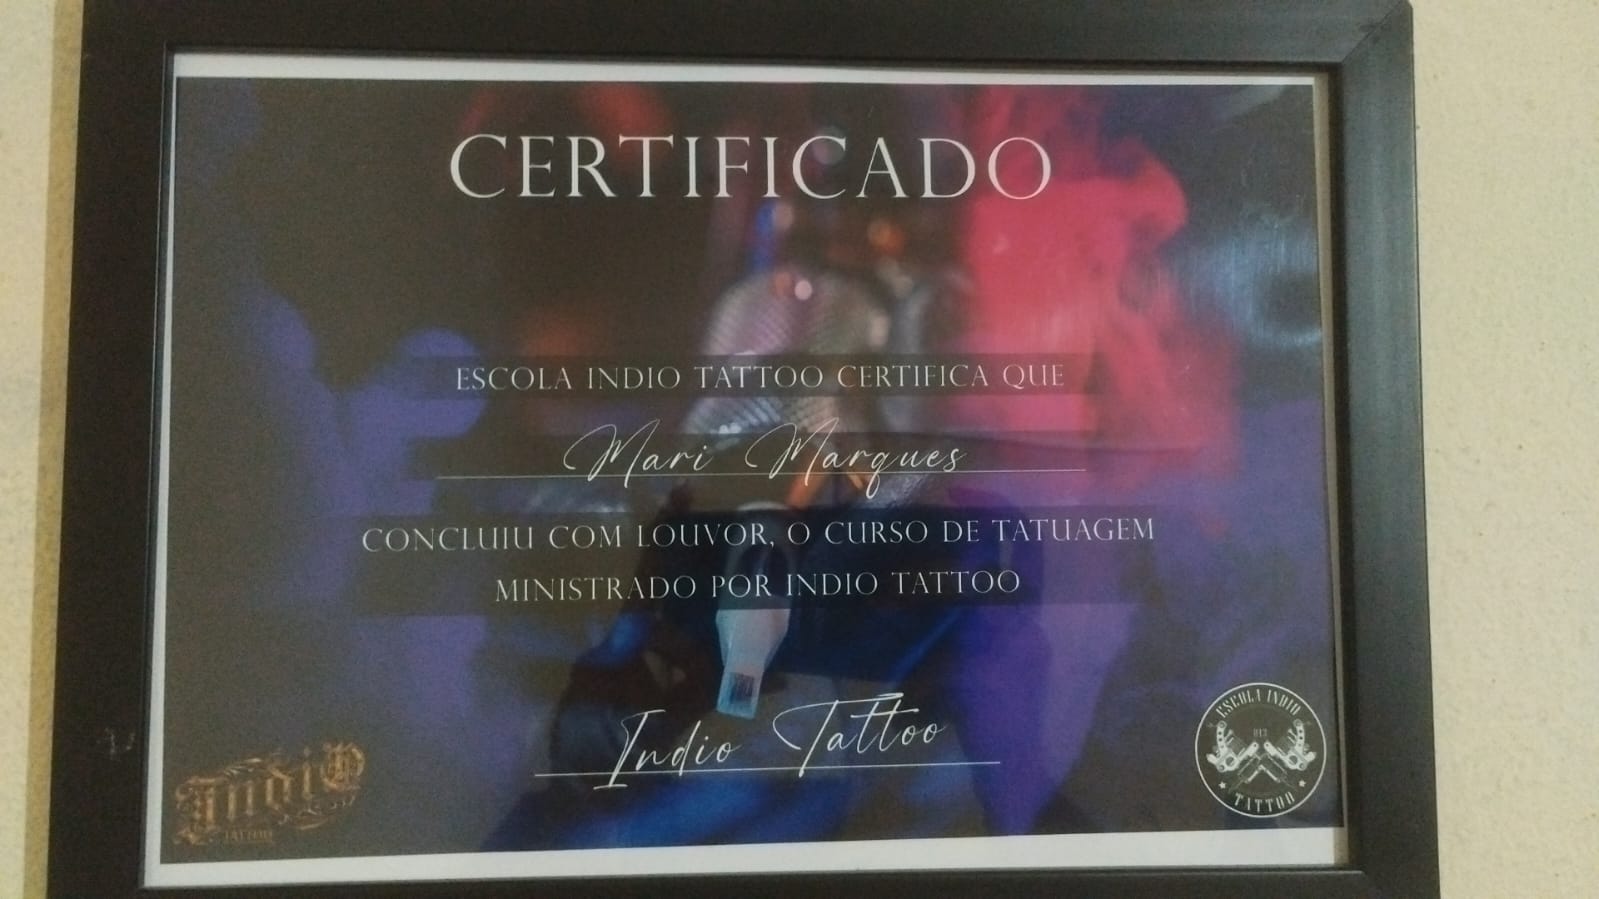 CERTIFICADO
ESCOLA INDIO TATTOO CERTIFICA QUE
Mari Marques
CONCLUIU COM LOUVOR, O CURSO DE TATUAGEM
MINISTRADO POR INDIO TATTOO
Indio Tattoo
Indio
TATTOO
ESCOLA INDIO
013
TATTOO